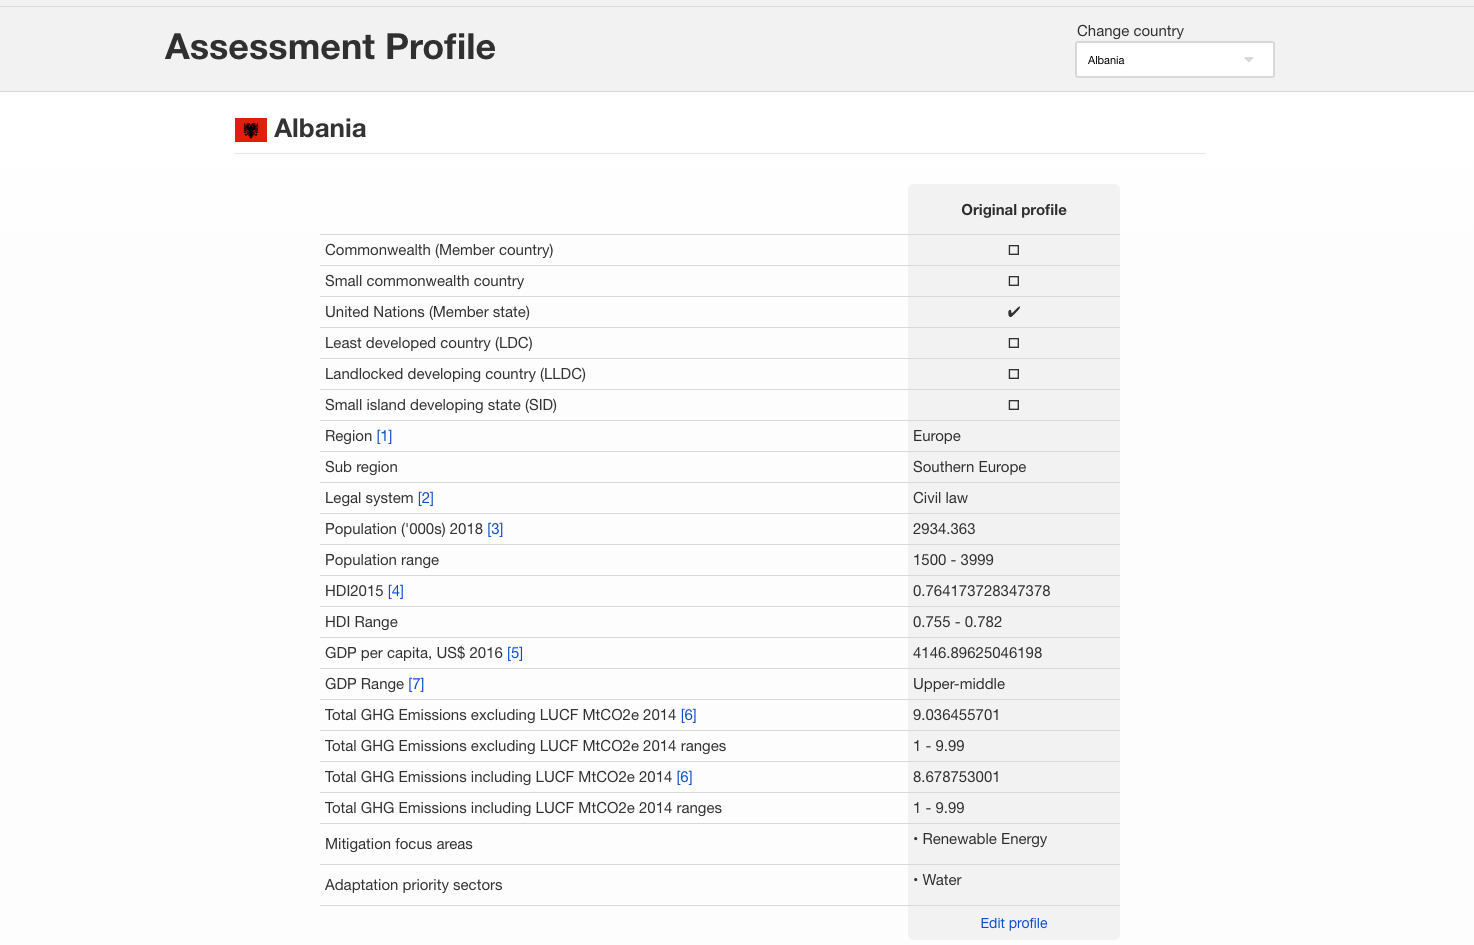 Assessment Profile
Change country
Albania
Albania
Original profile
Commonwealth (Member country)
Small commonwealth country
United Nations (Member state) ✔
Least developed country (LDC)
Landlocked developing country (LLDC)
Small island developing state (SID)
Region [1] Europe
Sub region Southern Europe
Legal system [2] Civil law
Population ('000s) 2018 [3] 2934.363
Population range 1500 - 3999
HDI2015 [4] 0.764173728347378
HDI Range 0.755 - 0.782
GDP per capita, US$ 2016 [5] 4146.89625046198
GDP Range [7] Upper-middle
Total GHG Emissions excluding LUCF MtCO2e 2014 [6] 9.036455701
Total GHG Emissions excluding LUCF MtCO2e 2014 ranges 1 - 9.99
Total GHG Emissions including LUCF MtCO2e 2014 [6] 8.678753001
Total GHG Emissions including LUCF MtCO2e 2014 ranges 1 - 9.99
Mitigation focus areas • Renewable Energy
Adaptation priority sectors • Water
Edit profile